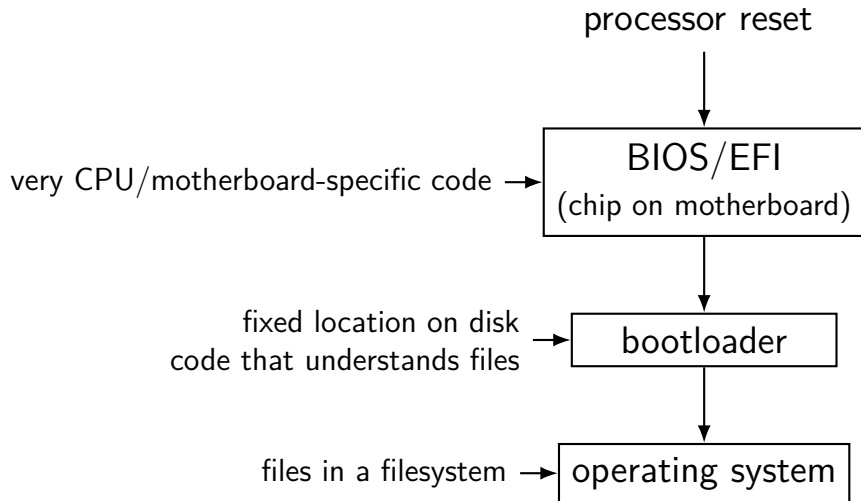 processor reset
BIOS/EFI
very CPU/motherboard-specific code
(chip on motherboard)
fixed location on disk
code that understands files
bootloader
files in a filesystem
operating system